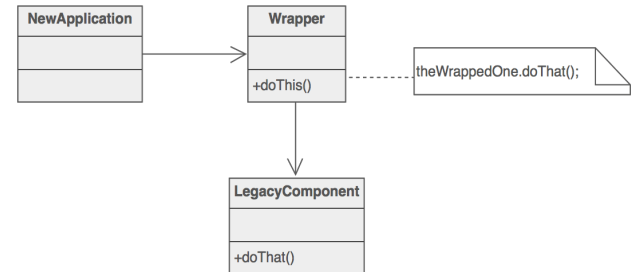 NewApplication
Wrapper
+doThis()
theWrappedOne.doThat();
LegacyComponent
+doThat()